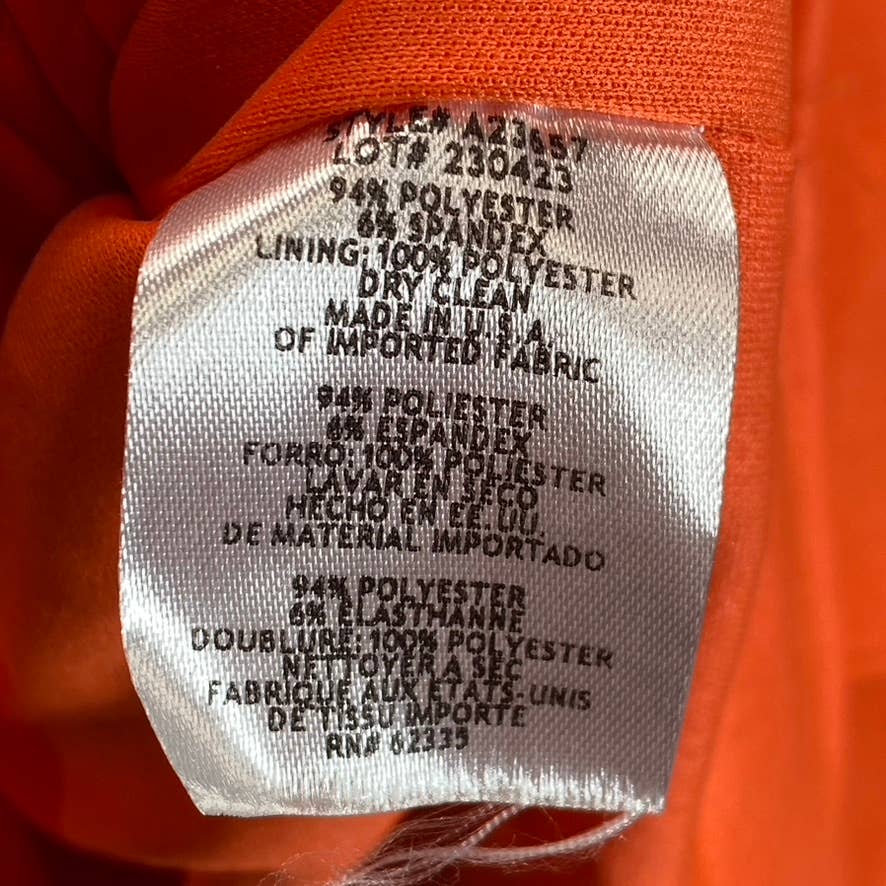 STYLE# A23657
LOT# 230423
94% POLYESTER
6% SPANDEX
LINING: 100% POLYESTER
DRY CLEAN
MADE IN U.S.A.
OF IMPORTED FABRIC
94% POLIESTER
6% ESPANDEX
FORRO: 100% POLIESTER
LAVAR EN SECO
HECHO EN EE.UU.
DE MATERIAL IMPORTADO
94% POLYESTER
6% ELASTHANNE
DOUBLURE: 100% POLYESTER
NETTOYER A SEC
FABRIQUE AUX ETATS-UNIS
DE TISSU IMPORTE
RN# 62335